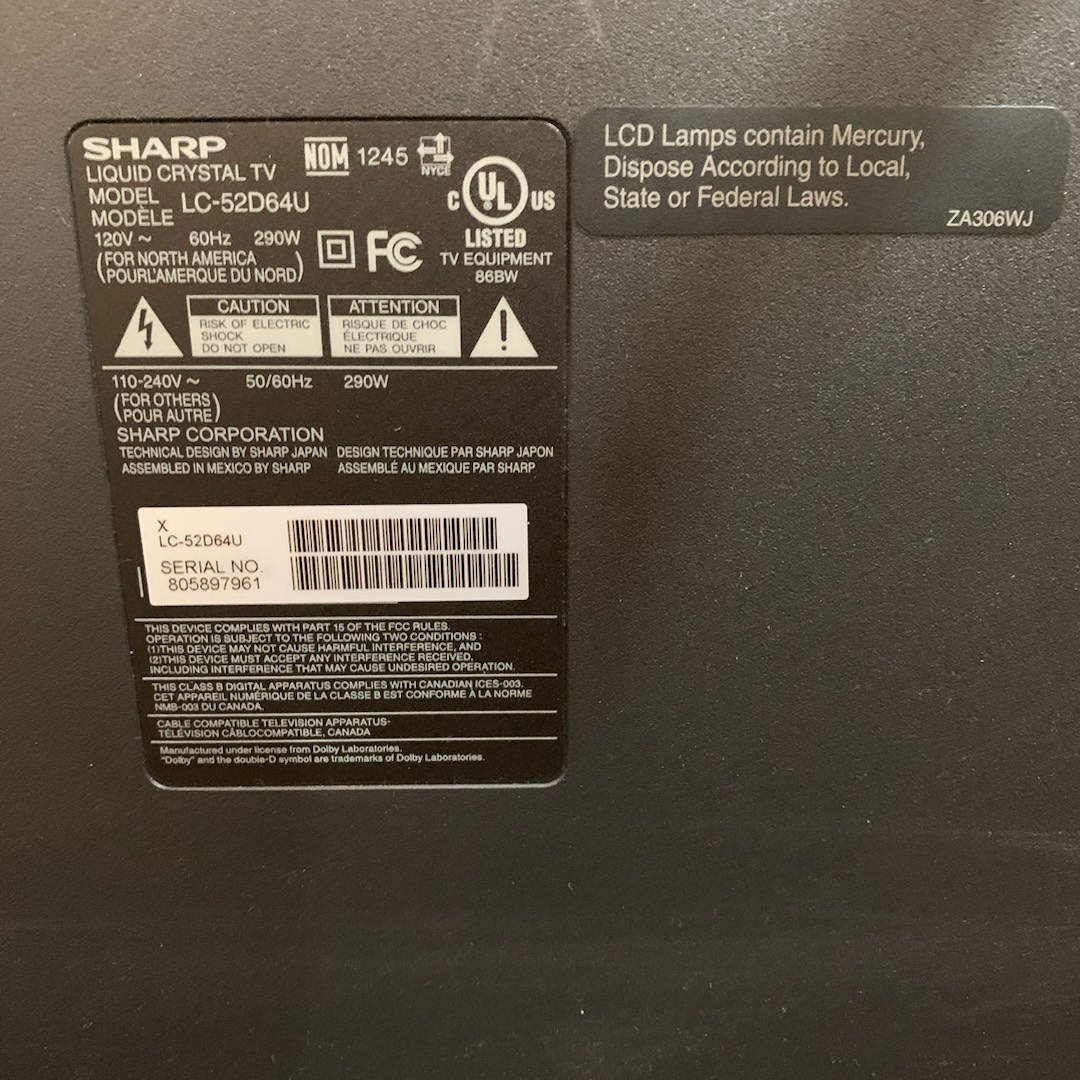 SHARP
LIQUID CRYSTAL TV
MODEL
MODÈLE LC-52D64U
NOM 1245
NYCE
C UL US
LISTED
TV EQUIPMENT
86BW
120V ~ 60Hz 290W
(FOR NORTH AMERICA
POURL'AMERQUE DU NORD)
FC
CAUTION
RISK OF ELECTRIC
SHOCK
DO NOT OPEN
ATTENTION
RISQUE DE CHOC
ÉLECTRIQUE
NE PAS OUVRIR
110-240V ~ 50/60Hz 290W
(FOR OTHERS
POUR AUTRE)
SHARP CORPORATION
TECHNICAL DESIGN BY SHARP JAPAN DESIGN TECHNIQUE PAR SHARP JAPON
ASSEMBLED IN MEXICO BY SHARP ASSEMBLÉ AU MEXIQUE PAR SHARP
X
LC-52D64U
SERIAL NO.
805897961
THIS DEVICE COMPLIES WITH PART 15 OF THE FCC RULES.
OPERATION IS SUBJECT TO THE FOLLOWING TWO CONDITIONS :
(1)THIS DEVICE MAY NOT CAUSE HARMFUL INTERFERENCE, AND
(2)THIS DEVICE MUST ACCEPT ANY INTERFERENCE RECEIVED,
INCLUDING INTERFERENCE THAT MAY CAUSE UNDESIRED OPERATION.
THIS CLASS B DIGITAL APPARATUS COMPLIES WITH CANADIAN ICES-003.
CET APPAREIL NUMÉRIQUE DE LA CLASSE B EST CONFORME À LA NORME
NMB-003 DU CANADA.
CABLE COMPATIBLE TELEVISION APPARATUS-
TÉLÉVISION CÂBLOCOMPATIBLE, CANADA
Manufactured under license from Dolby Laboratories.
"Dolby" and the double-D symbol are trademarks of Dolby Laboratories.
LCD Lamps contain Mercury,
Dispose According to Local,
State or Federal Laws.
ZA306WJ